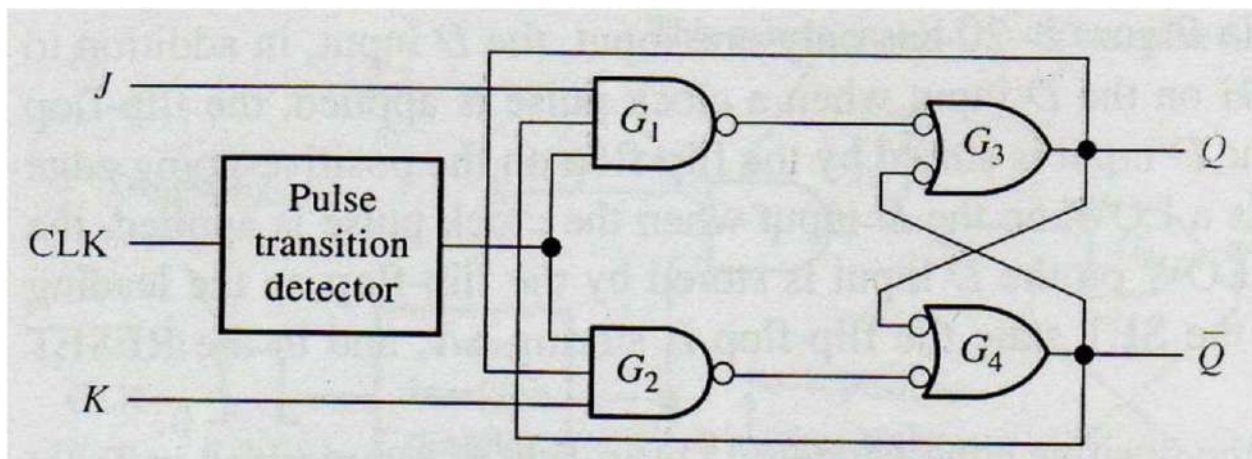 J
G₁
G₃
Q
Pulse
transition
detector
CLK
G₂
G₄
Q̅
K